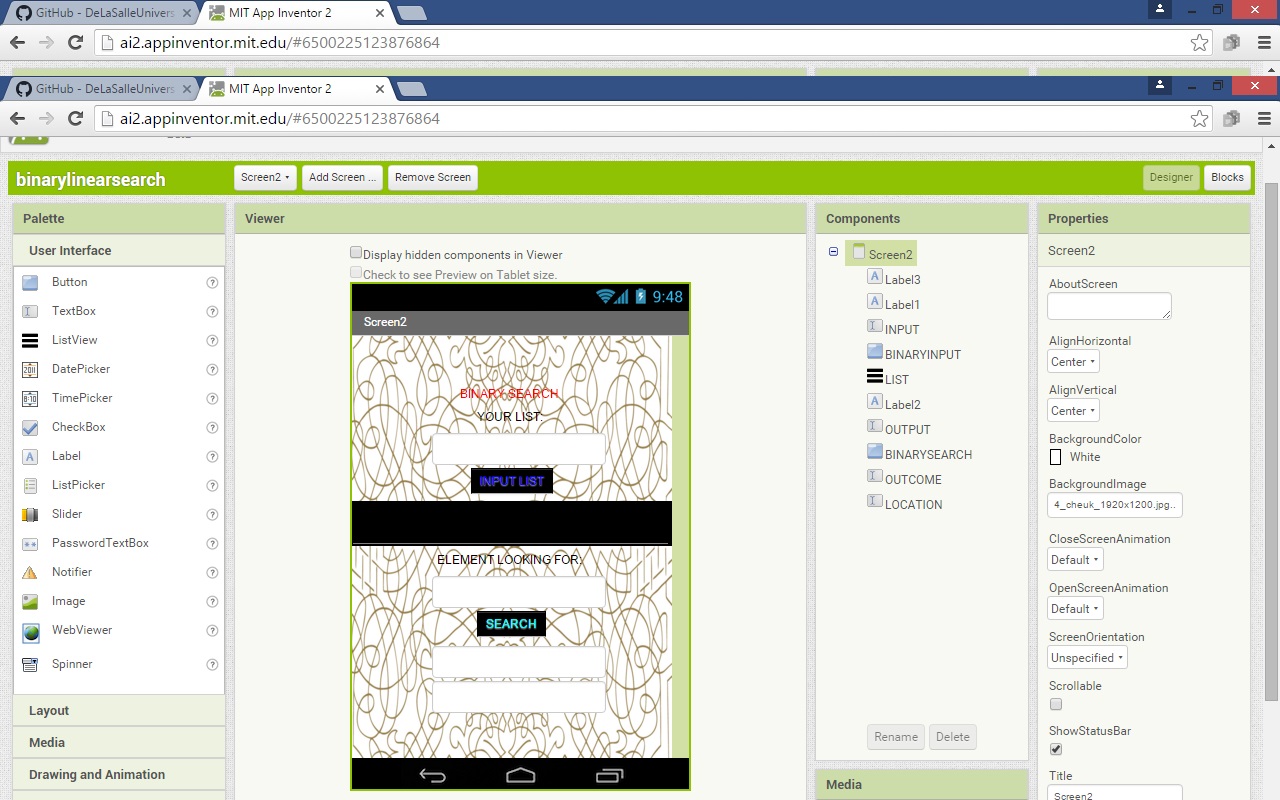 GitHub - DeLaSalleUnivers
MIT App Inventor 2
ai2.appinventor.mit.edu/#6500225123876864
GitHub - DeLaSalleUnivers
MIT App Inventor 2
ai2.appinventor.mit.edu/#6500225123876864
binarylinearsearch
Screen2
Add Screen ...
Remove Screen
Designer
Blocks
Palette
User Interface
Button
TextBox
ListView
DatePicker
TimePicker
CheckBox
Label
ListPicker
Slider
PasswordTextBox
Notifier
Image
WebViewer
Spinner
Layout
Media
Drawing and Animation
Viewer
Display hidden components in Viewer
Check to see Preview on Tablet size.
9:48
Screen2
BINARY SEARCH
YOUR LIST:
INPUT LIST
ELEMENT LOOKING FOR:
SEARCH
Components
Screen2
Label3
Label1
INPUT
BINARYINPUT
LIST
Label2
OUTPUT
BINARYSEARCH
OUTCOME
LOCATION
Rename
Delete
Media
Properties
Screen2
AboutScreen
AlignHorizontal
Center
AlignVertical
Center
BackgroundColor
White
BackgroundImage
4_cheuk_1920x1200.jpg...
CloseScreenAnimation
Default
OpenScreenAnimation
Default
ScreenOrientation
Unspecified
Scrollable
ShowStatusBar
Title
Screen2